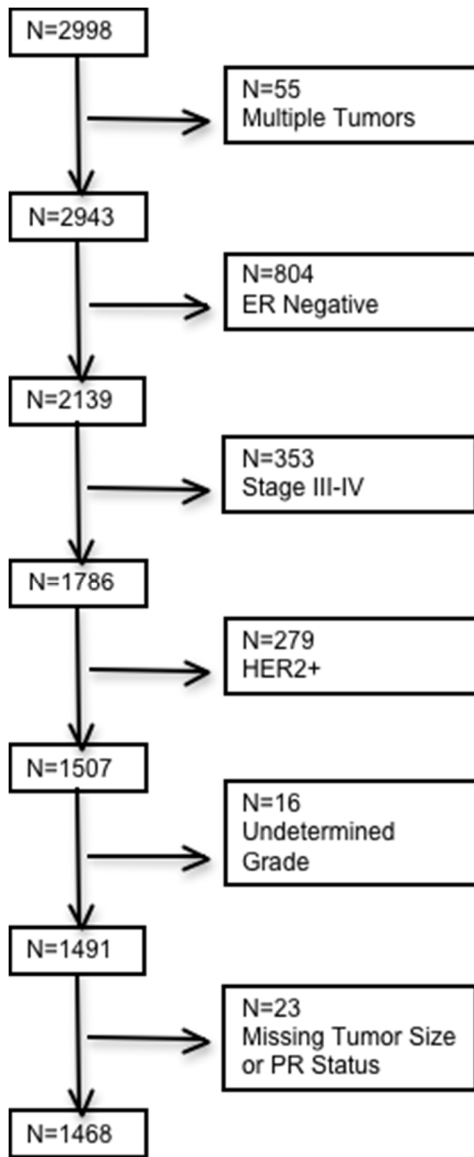 N=2998
N=55
Multiple Tumors
N=2943
N=804
ER Negative
N=2139
N=353
Stage III-IV
N=1786
N=279
HER2+
N=1507
N=16
Undetermined
Grade
N=1491
N=23
Missing Tumor Size
or PR Status
N=1468